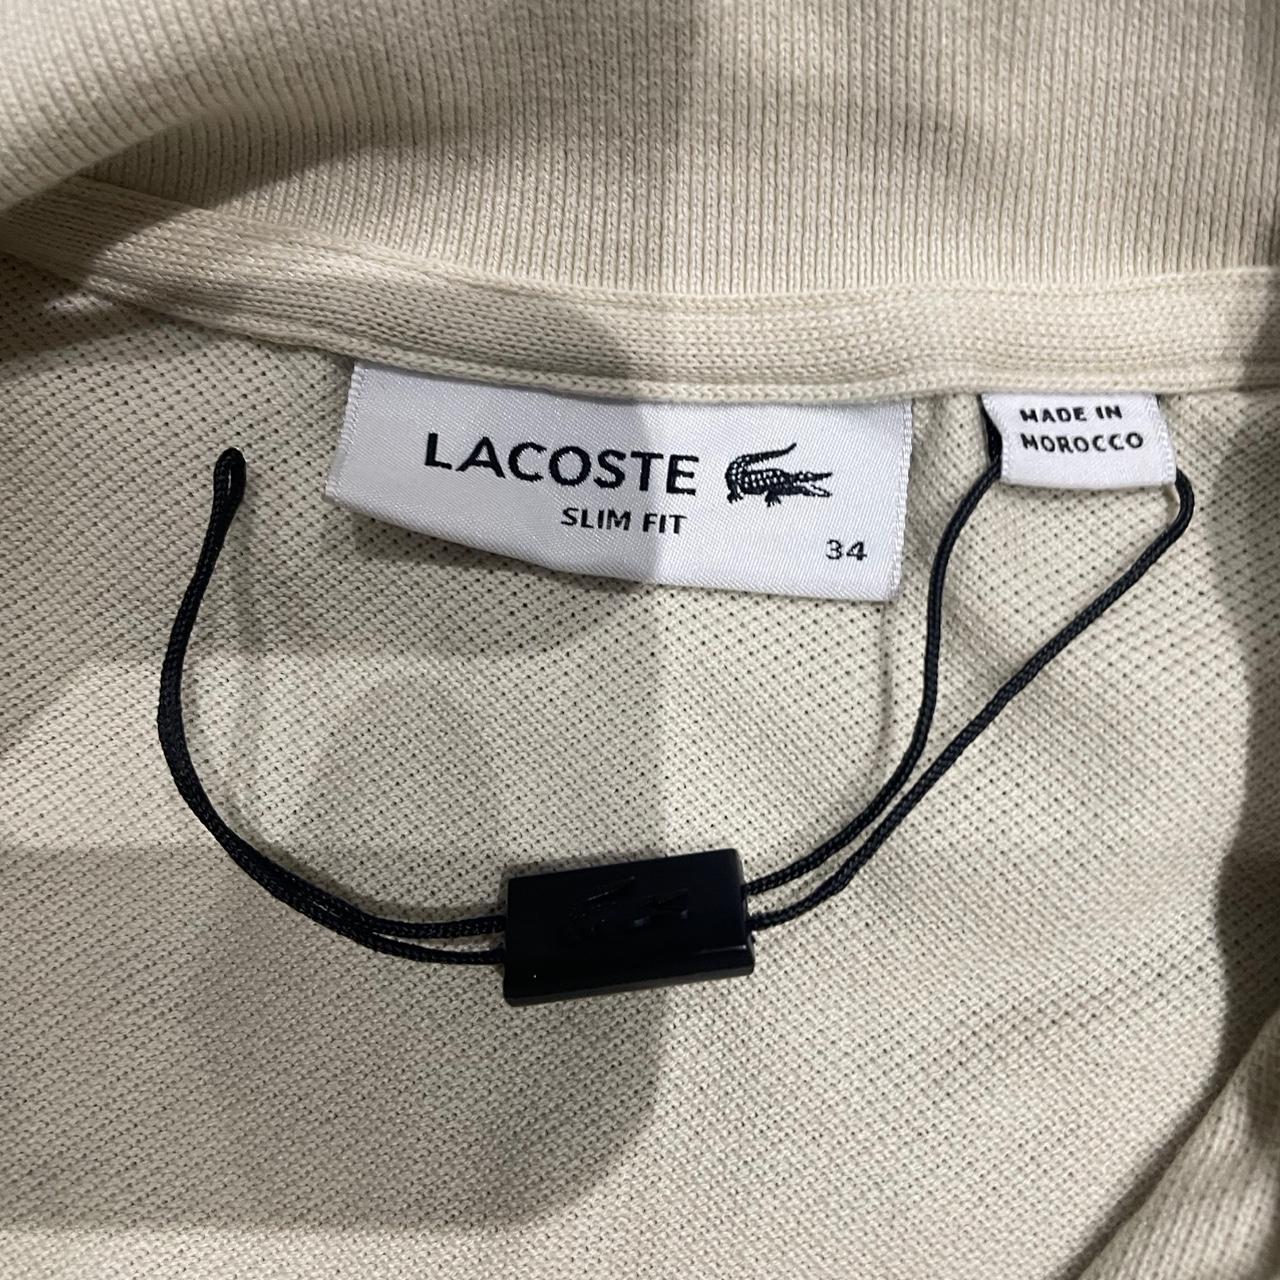 LACOSTE
SLIM FIT
34
MADE IN
MOROCCO